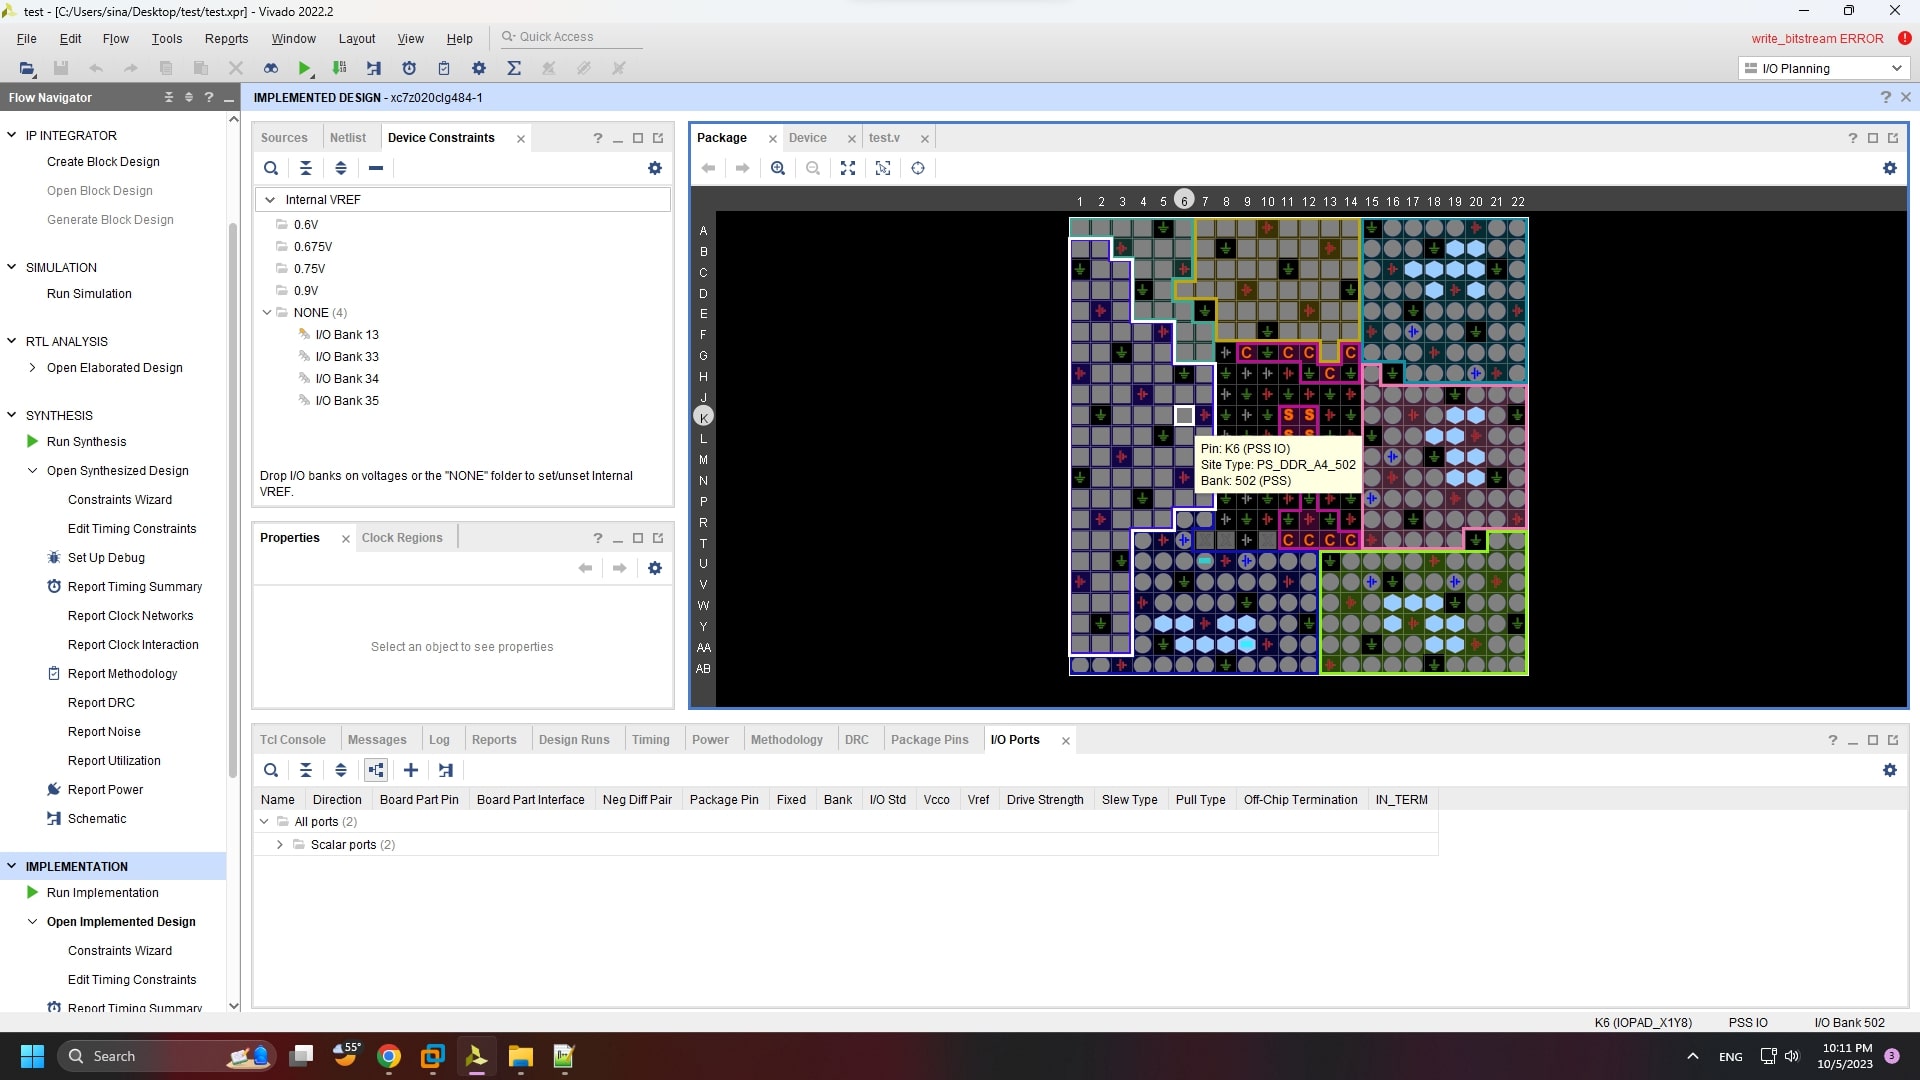 test - [C:/Users/sina/Desktop/test/test.xpr] - Vivado 2022.2
File Edit Flow Tools Reports Window Layout View Help Quick Access
write_bitstream ERROR
I/O Planning
Flow Navigator
IMPLEMENTED DESIGN - xc7z020clg484-1
IP INTEGRATOR
Create Block Design
Open Block Design
Generate Block Design
SIMULATION
Run Simulation
RTL ANALYSIS
Open Elaborated Design
SYNTHESIS
Run Synthesis
Open Synthesized Design
Constraints Wizard
Edit Timing Constraints
Set Up Debug
Report Timing Summary
Report Clock Networks
Report Clock Interaction
Report Methodology
Report DRC
Report Noise
Report Utilization
Report Power
Schematic
IMPLEMENTATION
Run Implementation
Open Implemented Design
Constraints Wizard
Edit Timing Constraints
Report Timing Summary
Sources Netlist Device Constraints
Internal VREF
0.6V
0.675V
0.75V
0.9V
NONE (4)
I/O Bank 13
I/O Bank 33
I/O Bank 34
I/O Bank 35
Drop I/O banks on voltages or the "NONE" folder to set/unset Internal
VREF.
Properties Clock Regions
Select an object to see properties
Package Device test.v
1 2 3 4 5 6 7 8 9 10 11 12 13 14 15 16 17 18 19 20 21 22
A
B
C
D
E
F
G
C C C C
H
C
J
K
S S
L
S S
M
N
P
R
T
C C C C
U
V
W
Y
AA
AB
Pin: K6 (PSS IO)
Site Type: PS_DDR_A4_502
Bank: 502 (PSS)
Tcl Console Messages Log Reports Design Runs Timing Power Methodology DRC Package Pins I/O Ports
Name Direction Board Part Pin Board Part Interface Neg Diff Pair Package Pin Fixed Bank I/O Std Vcco Vref Drive Strength Slew Type Pull Type Off-Chip Termination IN_TERM
All ports (2)
Scalar ports (2)
K6 (IOPAD_X1Y8) PSS IO I/O Bank 502
Search
55°
ENG
10:11 PM
10/5/2023
3